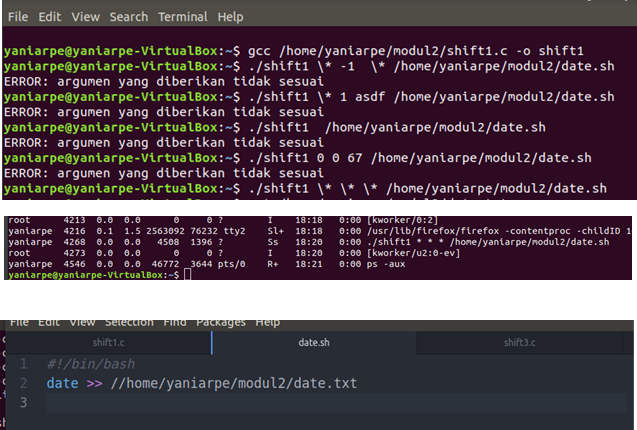 File Edit View Search Terminal Help
yaniarpe@yaniarpe-VirtualBox:~$ gcc /home/yaniarpe/modul2/shift1.c -o shift1
yaniarpe@yaniarpe-VirtualBox:~$ ./shift1 \* -1  \* /home/yaniarpe/modul2/date.sh
ERROR: argumen yang diberikan tidak sesuai
yaniarpe@yaniarpe-VirtualBox:~$ ./shift1 \* 1 asdf /home/yaniarpe/modul2/date.sh
ERROR: argumen yang diberikan tidak sesuai
yaniarpe@yaniarpe-VirtualBox:~$ ./shift1  /home/yaniarpe/modul2/date.sh
ERROR: argumen yang diberikan tidak sesuai
yaniarpe@yaniarpe-VirtualBox:~$ ./shift1 0 0 67 /home/yaniarpe/modul2/date.sh
ERROR: argumen yang diberikan tidak sesuai
yaniarpe@yaniarpe-VirtualBox:~$ ./shift1 \* \* \* /home/yaniarpe/modul2/date.sh
root 4213 0.0 0.0 0 0 ? I 18:18 0:00 [kworker/0:2]
yaniarpe 4216 0.1 1.5 2563092 76232 tty2 Sl+ 18:18 0:00 /usr/lib/firefox/firefox -contentproc -childID 1
yaniarpe 4268 0.0 0.0 4508 1396 ? Ss 18:20 0:00 ./shift1 * * * /home/yaniarpe/modul2/date.sh
root 4273 0.0 0.0 0 0 ? I 18:20 0:00 [kworker/u2:0-ev]
yaniarpe 4546 0.0 0.0 46772 3644 pts/0 R+ 18:21 0:00 ps -aux
yaniarpe@yaniarpe-VirtualBox:~$
File Edit View Selection Find Packages Help
shift1.c date.sh shift3.c
1 #!/bin/bash
2 date >> //home/yaniarpe/modul2/date.txt
3